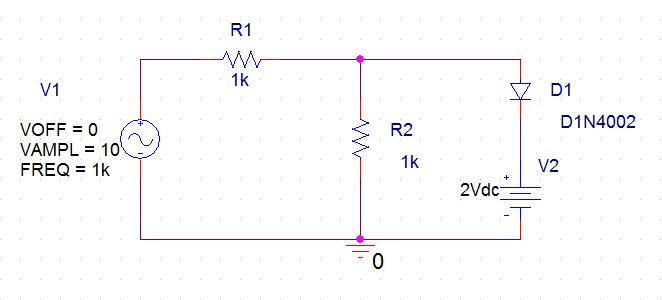 R1
1k
V1
VOFF = 0
VAMPL = 10
FREQ = 1k
R2
1k
D1
D1N4002
V2
2Vdc
0